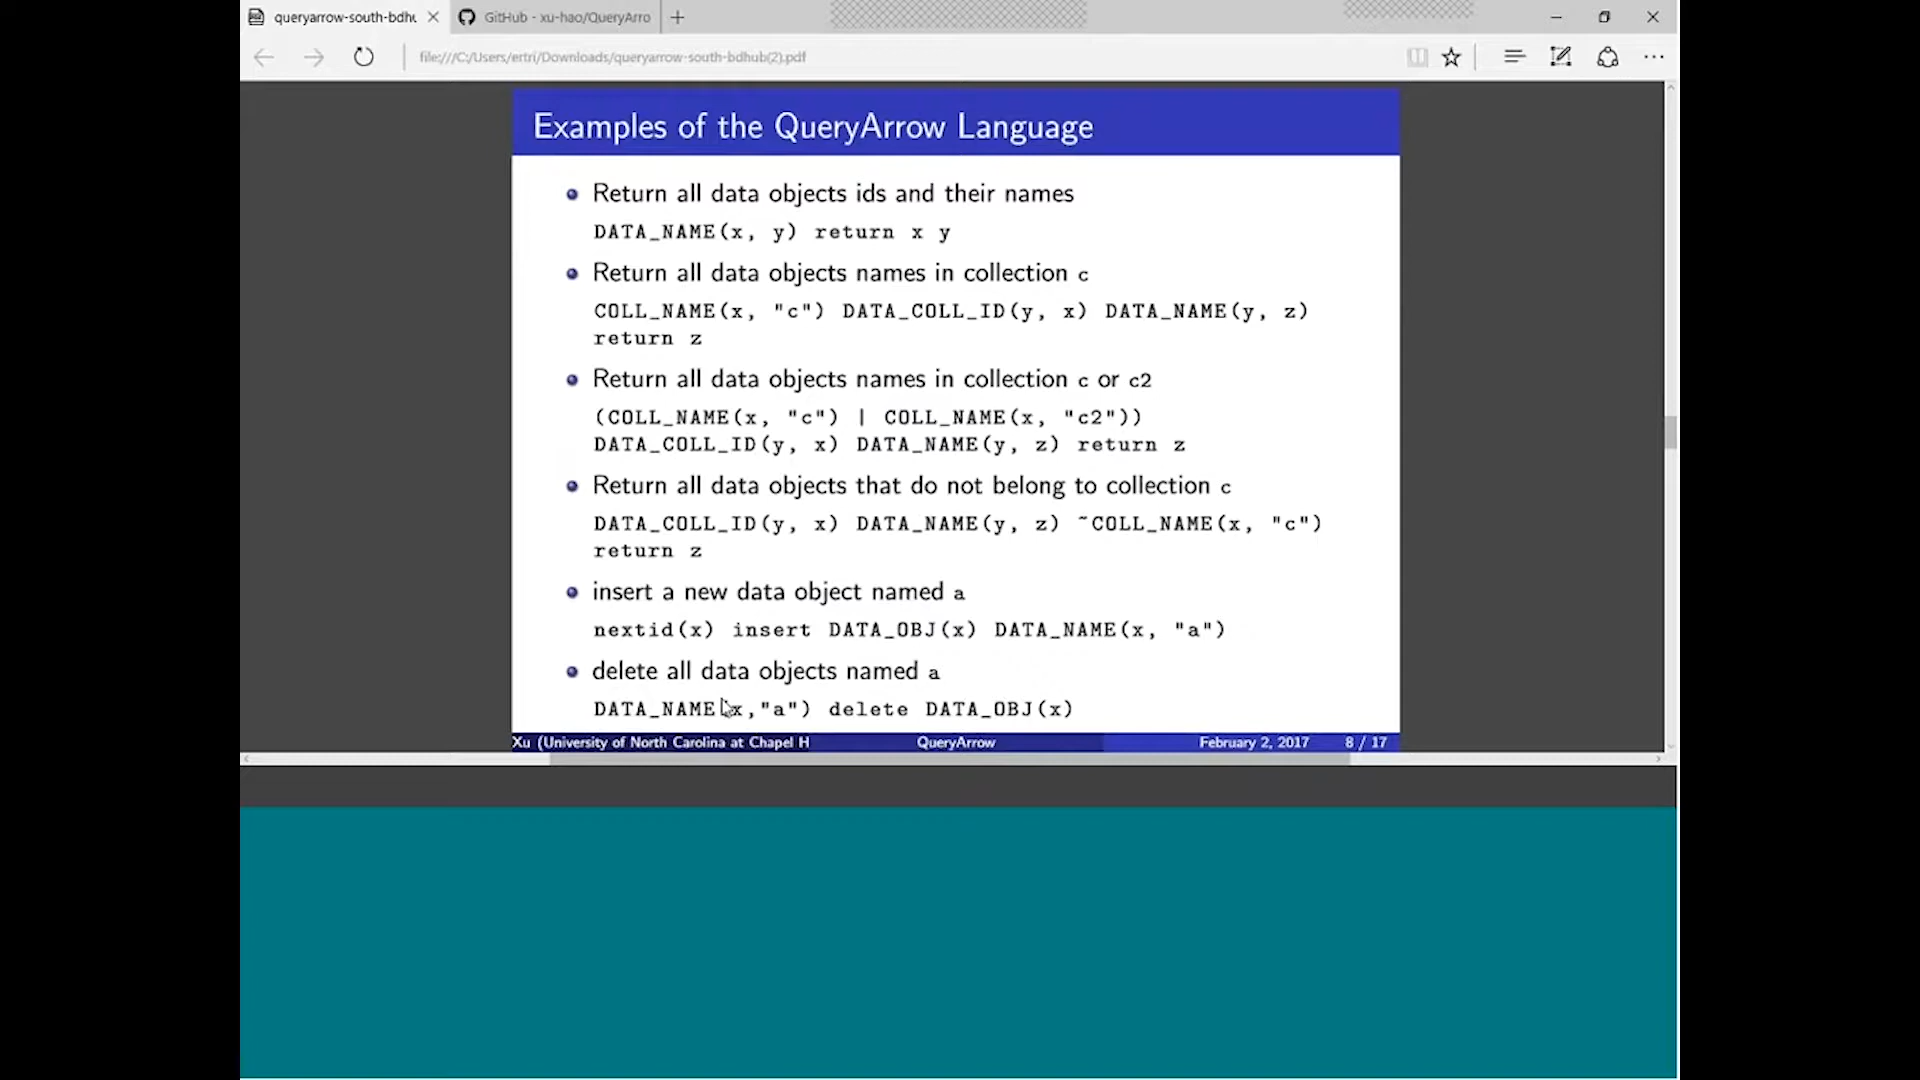 queryarrow-south-bdhu
GitHub - xu-hao/QueryArro
file:///C:/Users/ertri/Downloads/queryarrow-south-bdhub(2).pdf
Examples of the QueryArrow Language
Return all data objects ids and their names
DATA_NAME(x, y) return x y
Return all data objects names in collection c
COLL_NAME(x, "c") DATA_COLL_ID(y, x) DATA_NAME(y, z)
return z
Return all data objects names in collection c or c2
(COLL_NAME(x, "c") | COLL_NAME(x, "c2"))
DATA_COLL_ID(y, x) DATA_NAME(y, z) return z
Return all data objects that do not belong to collection c
DATA_COLL_ID(y, x) DATA_NAME(y, z) ~COLL_NAME(x, "c")
return z
insert a new data object named a
nextid(x) insert DATA_OBJ(x) DATA_NAME(x, "a")
delete all data objects named a
DATA_NAME(x,"a") delete DATA_OBJ(x)
Xu (University of North Carolina at Chapel H QueryArrow February 2, 2017 8 / 17